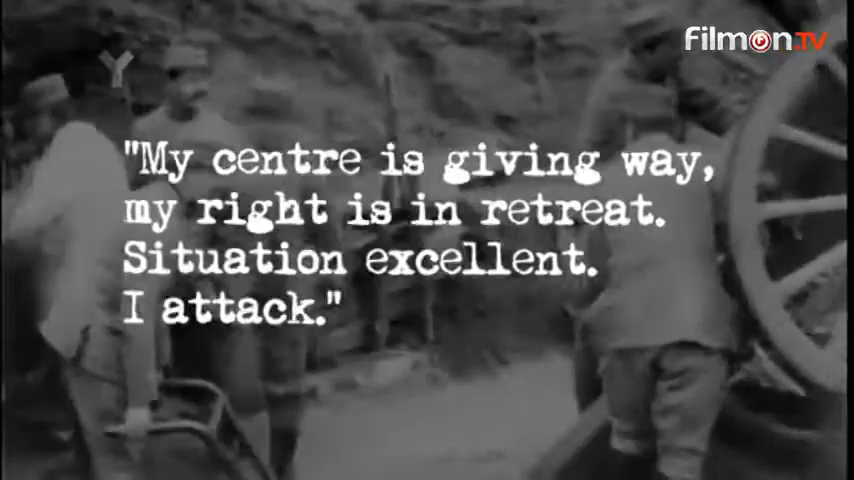 Filmon.TV
"My centre is giving way,
my right is in retreat.
Situation excellent.
I attack."